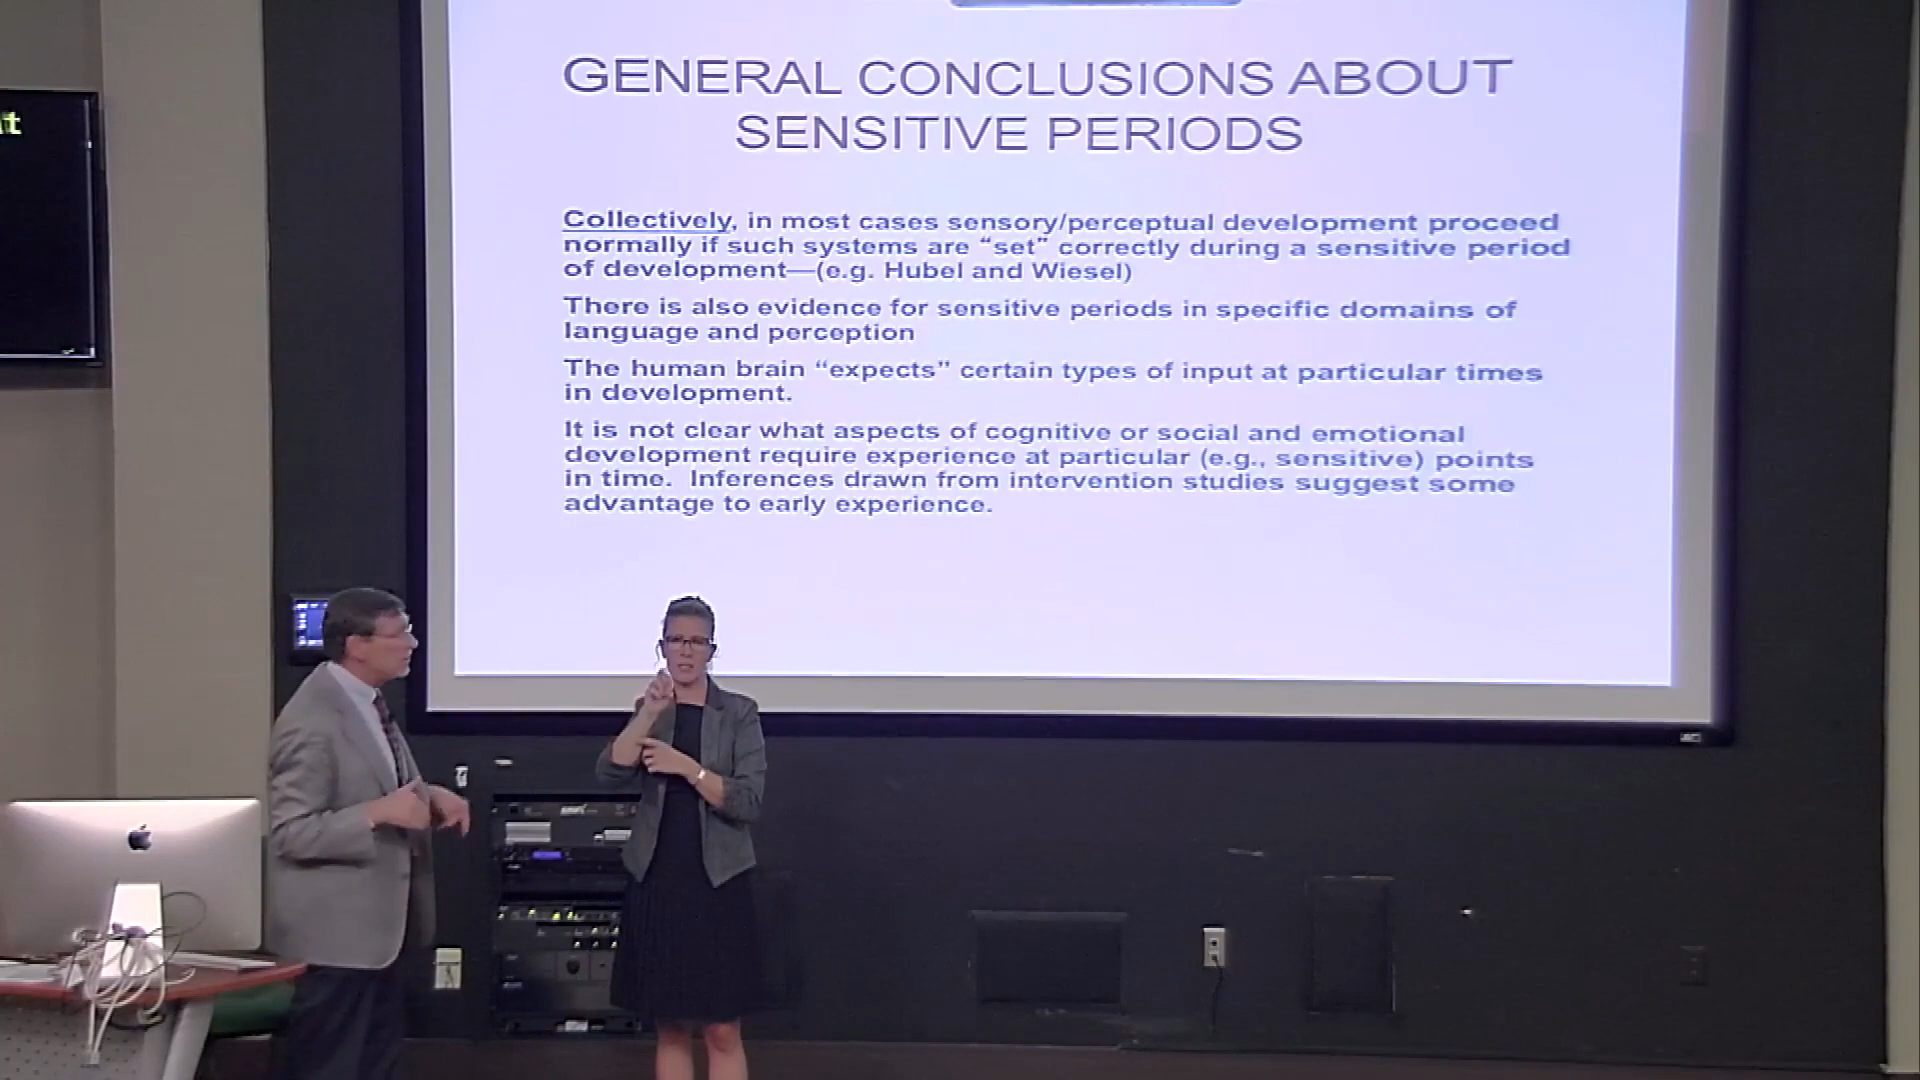 t
GENERAL CONCLUSIONS ABOUT
SENSITIVE PERIODS
Collectively, in most cases sensory/perceptual development proceed
normally if such systems are “set” correctly during a sensitive period
of development—(e.g. Hubel and Wiesel)
There is also evidence for sensitive periods in specific domains of
language and perception
The human brain “expects” certain types of input at particular times
in development.
It is not clear what aspects of cognitive or social and emotional
development require experience at particular (e.g., sensitive) points
in time. Inferences drawn from intervention studies suggest some
advantage to early experience.